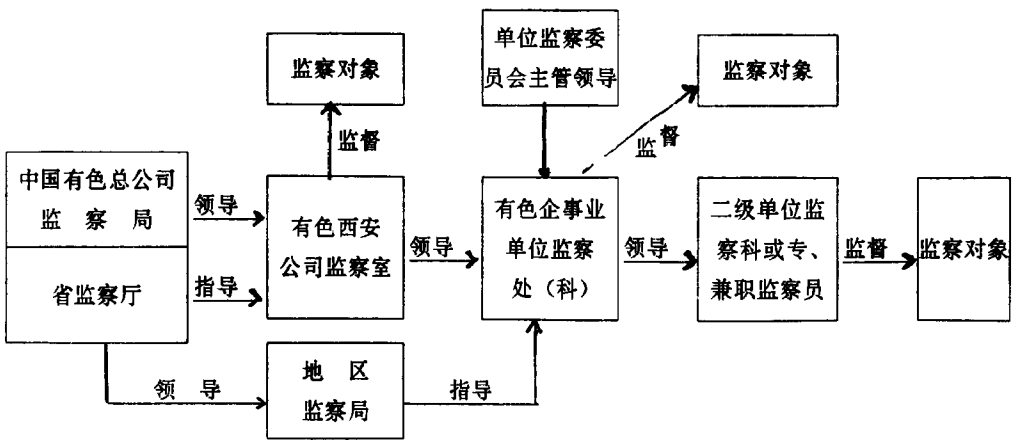 单位监察委
员会主管领导
监察对象
监察对象
监督
监督
中国有色总公司
监 察 局
领导
有色西安
公司监察室
领导
有色企事业
单位监察
处（科）
领导
二级单位监
察科或专、
兼职监察员
监督
监察对象
省监察厅
指导
领 导
地 区
监察局
指导